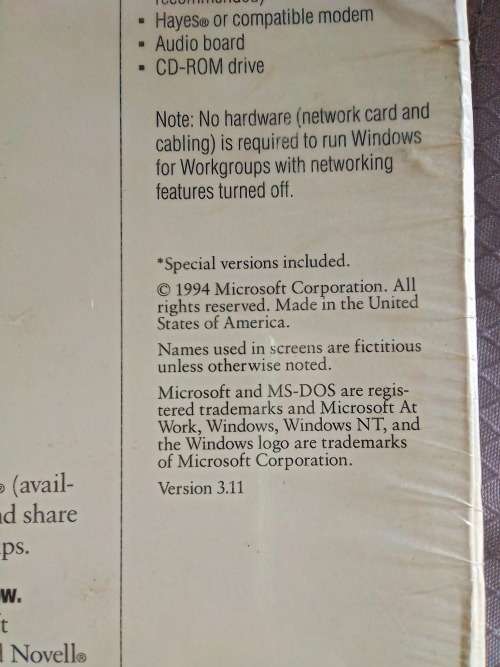 recommended)
▪ Hayes® or compatible modem
▪ Audio board
▪ CD-ROM drive
Note: No hardware (network card and
cabling) is required to run Windows
for Workgroups with networking
features turned off.
*Special versions included.
© 1994 Microsoft Corporation. All
rights reserved. Made in the United
States of America.
Names used in screens are fictitious
unless otherwise noted.
Microsoft and MS-DOS are regis-
tered trademarks and Microsoft At
Work, Windows, Windows NT, and
the Windows logo are trademarks
of Microsoft Corporation.
Version 3.11
® (avail-
nd share
ps.
w.
t
Novell®